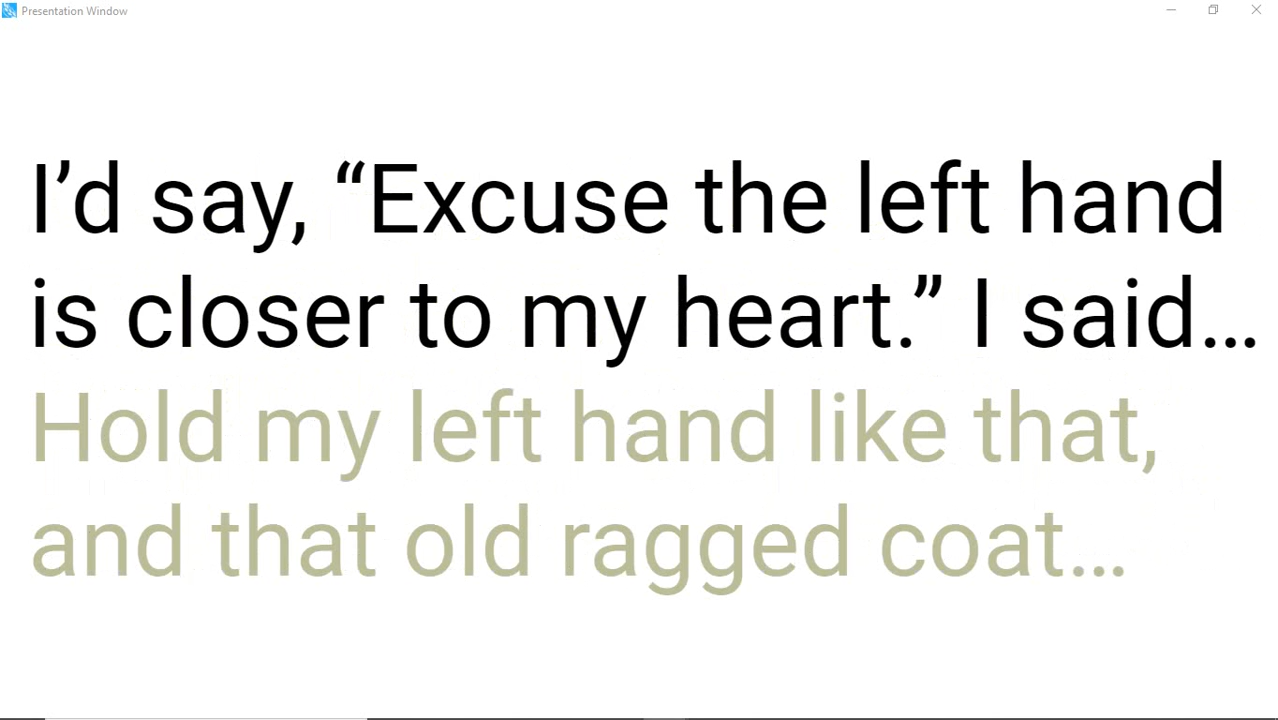 Presentation Window
I’d say, “Excuse the left hand
is closer to my heart.” I said…
Hold my left hand like that,
and that old ragged coat…